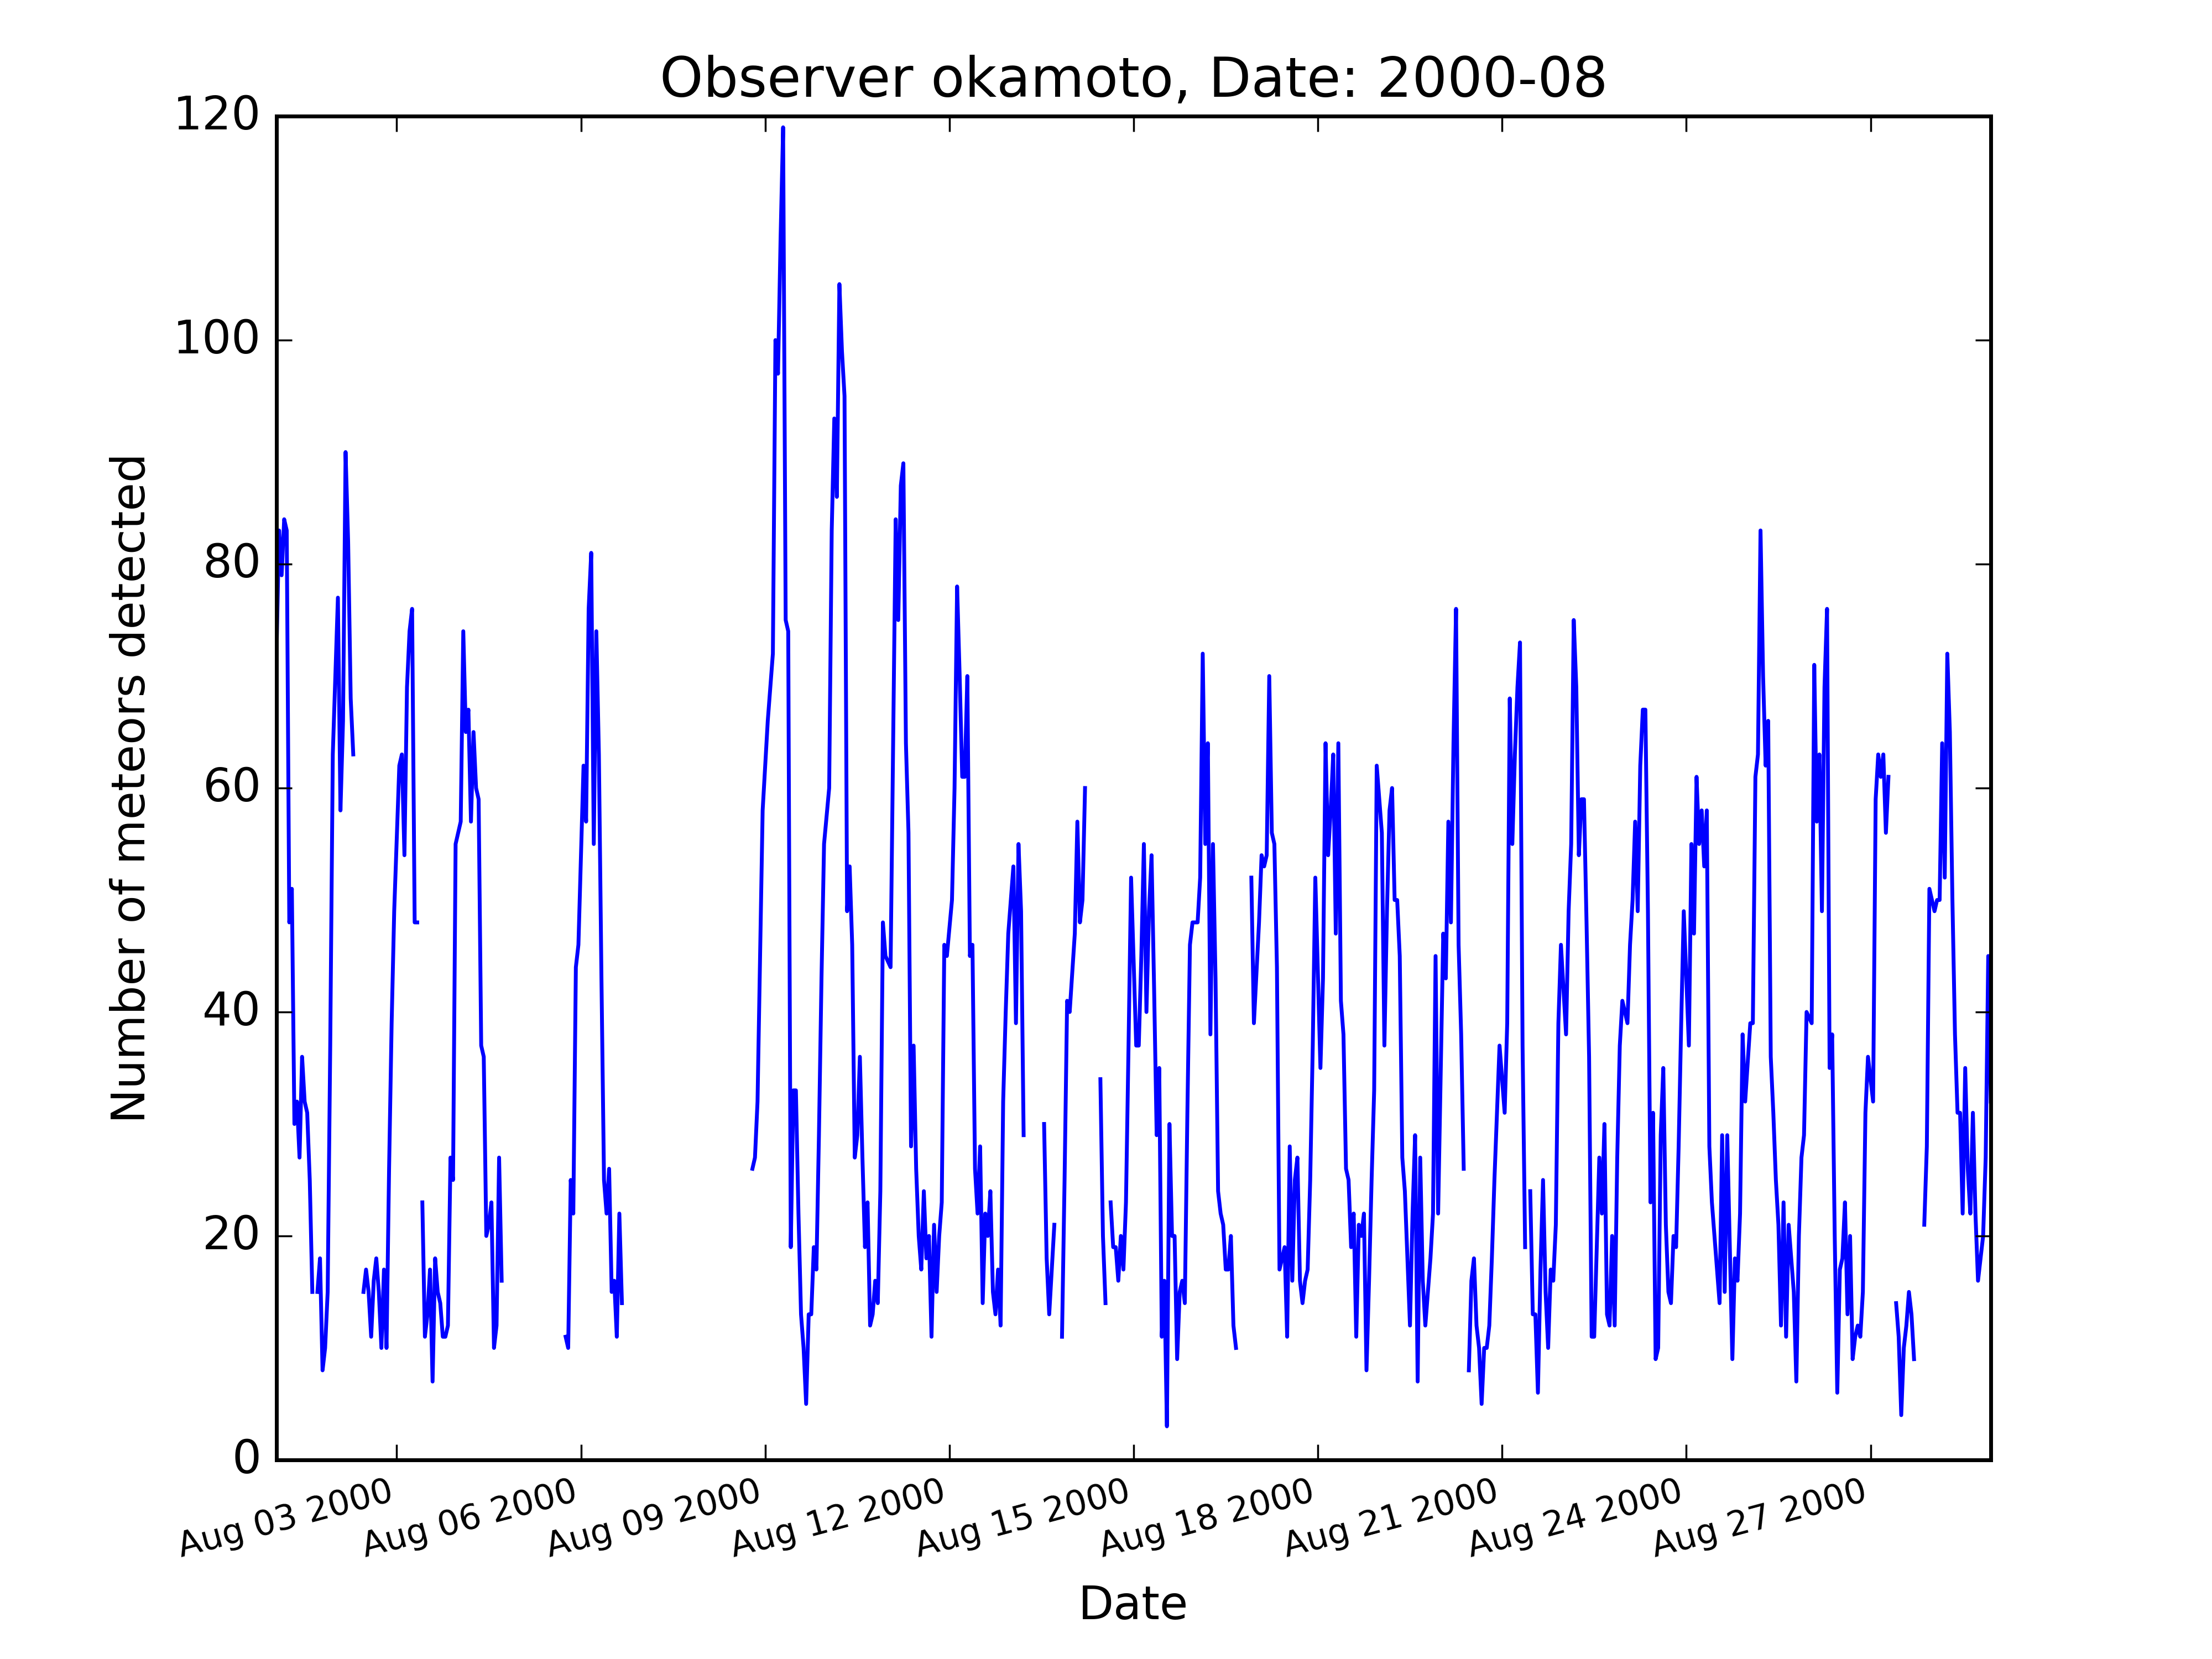 Observer okamoto, Date: 2000-08
120
100
80
60
40
20
0
Number of meteors detected
Aug 03 2000
Aug 06 2000
Aug 09 2000
Aug 12 2000
Aug 15 2000
Aug 18 2000
Aug 21 2000
Aug 24 2000
Aug 27 2000
Date